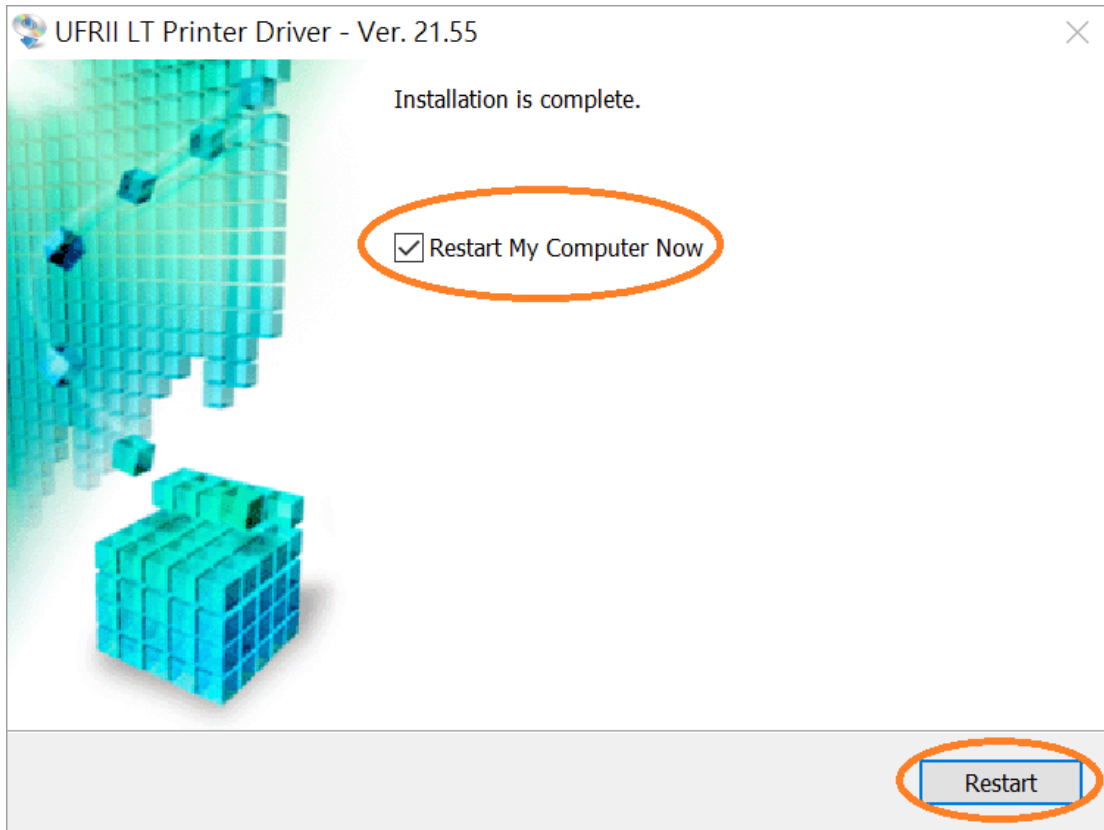 UFRII LT Printer Driver - Ver. 21.55
Installation is complete.
Restart My Computer Now
Restart